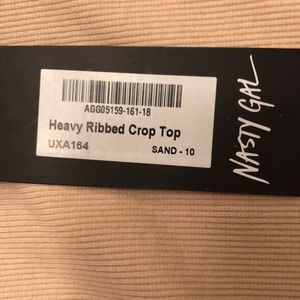 AGG05159-161-18
Heavy Ribbed Crop Top
UXA164 SAND - 10
NASTY GAL